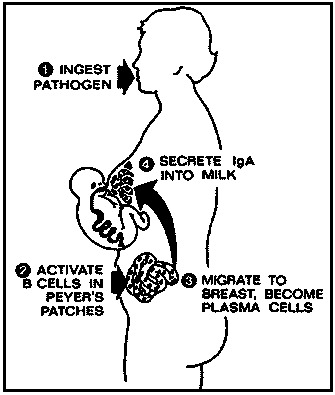 1 INGEST
PATHOGEN
4 SECRETE IgA
INTO MILK
2 ACTIVATE
B CELLS IN
PEYER'S
PATCHES
3 MIGRATE TO
BREAST, BECOME
PLASMA CELLS